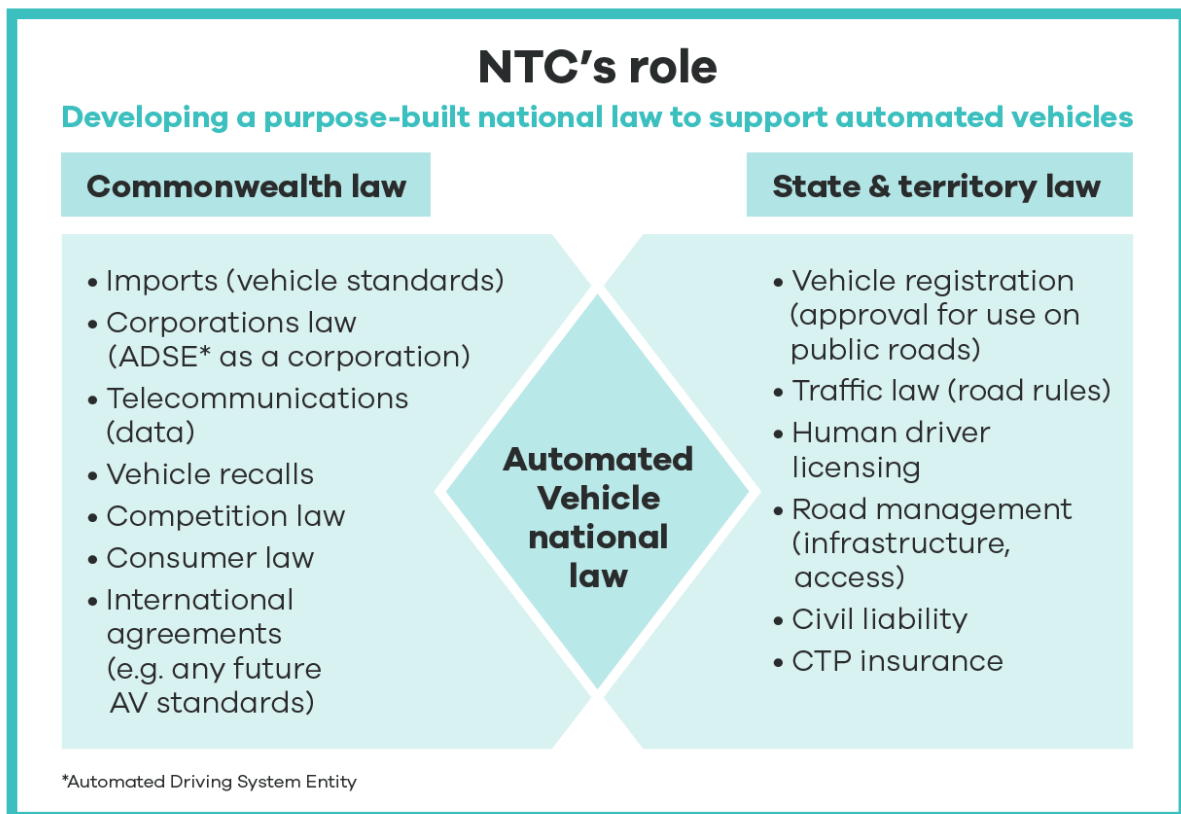 NTC’s role
Developing a purpose-built national law to support automated vehicles
Commonwealth law
• Imports (vehicle standards)
• Corporations law
(ADSE* as a corporation)
• Telecommunications
(data)
• Vehicle recalls
• Competition law
• Consumer law
• International
agreements
(e.g. any future
AV standards)
Automated
Vehicle
national
law
State & territory law
• Vehicle registration
(approval for use on
public roads)
• Traffic law (road rules)
• Human driver
licensing
• Road management
(infrastructure,
access)
• Civil liability
• CTP insurance
*Automated Driving System Entity